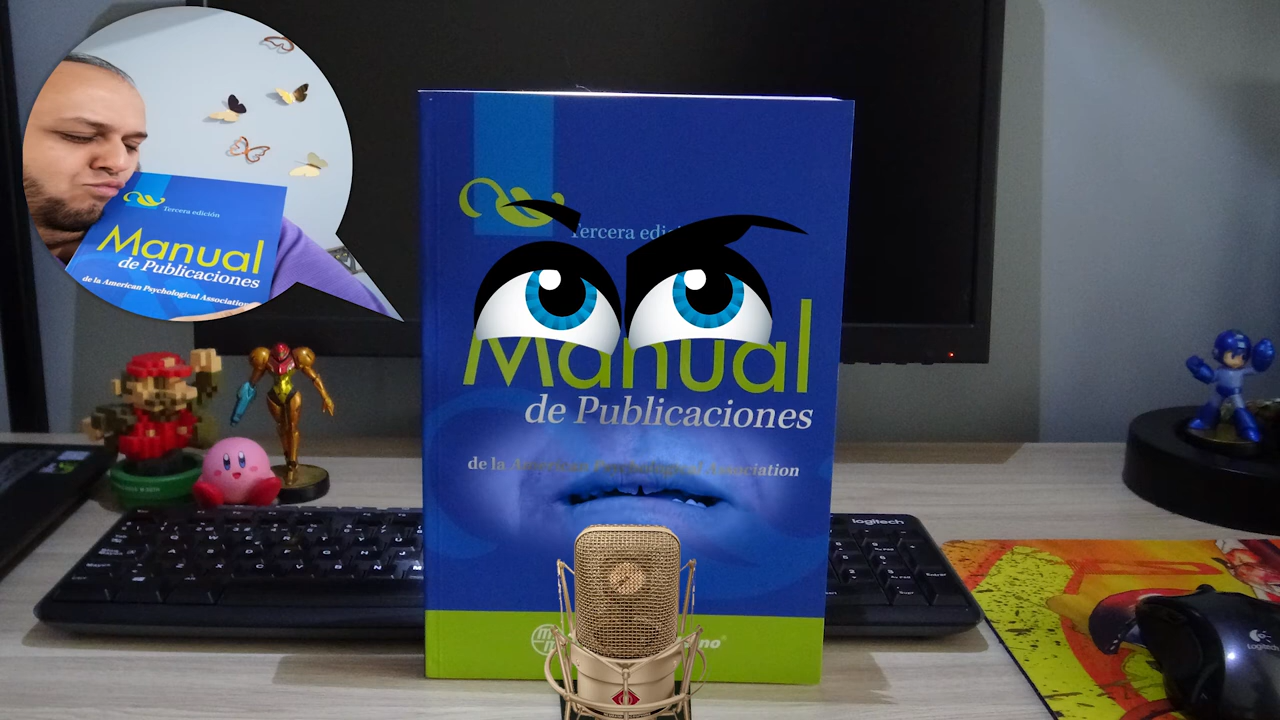 Tercera edición
Manual
de Publicaciones
de la American Psychological Association
Tercera
Manual
de Publicaciones
de la American Psychological Association
logitech
Logitech